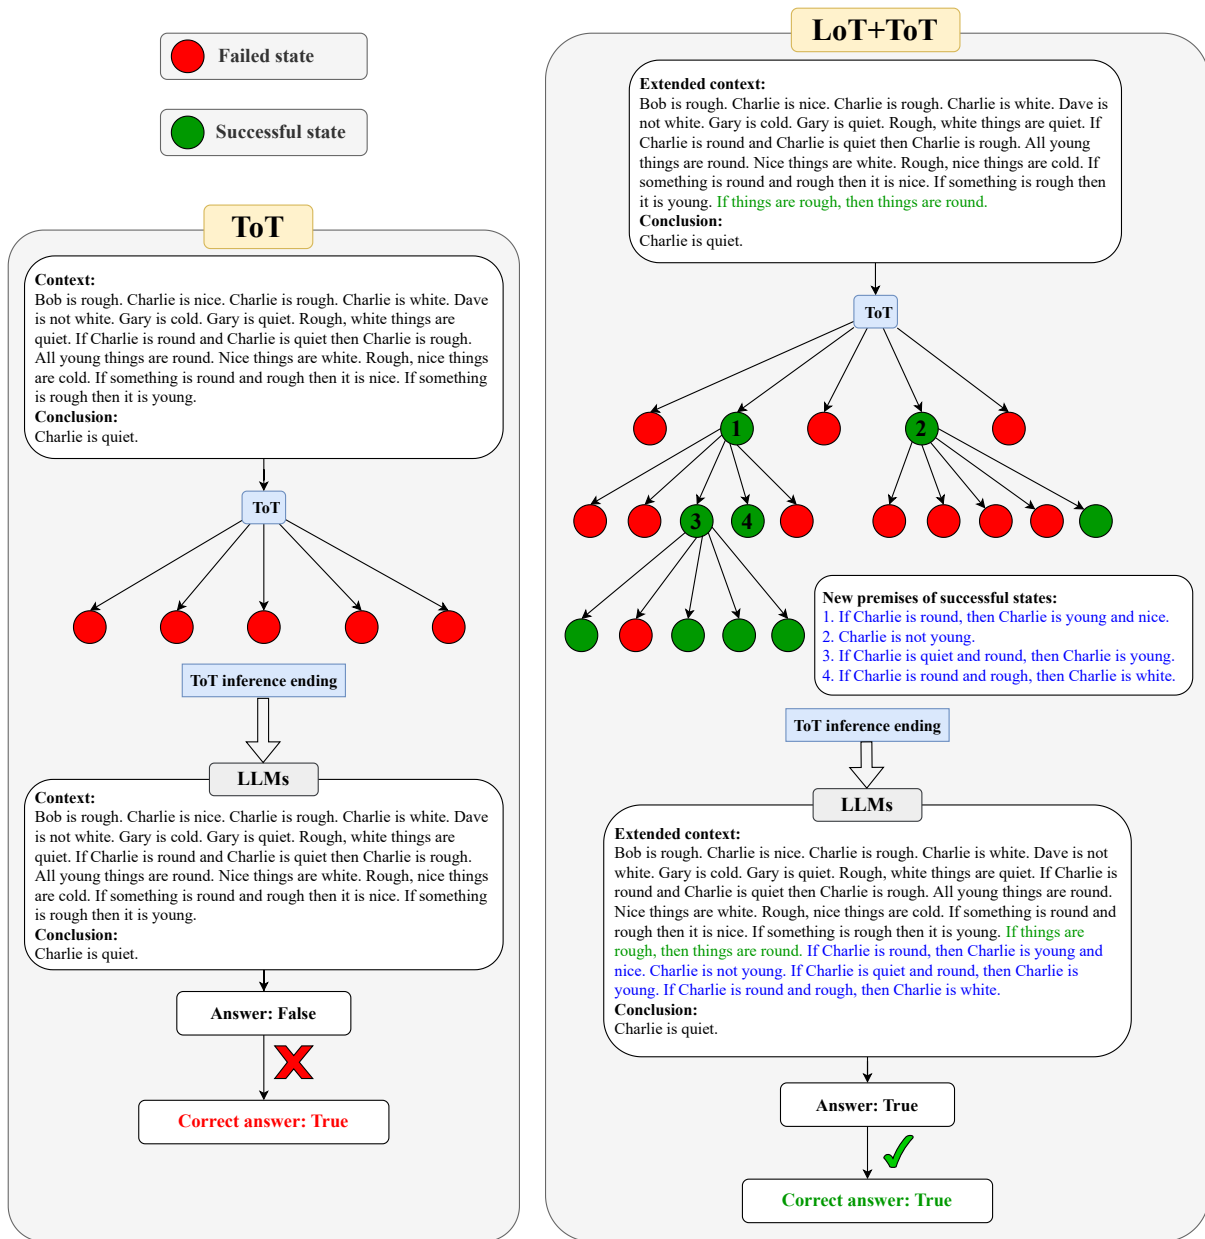 Failed state
Successful state
ToT
Context:
Bob is rough. Charlie is nice. Charlie is rough. Charlie is white. Dave
is not white. Gary is cold. Gary is quiet. Rough, white things are
quiet. If Charlie is round and Charlie is quiet then Charlie is rough.
All young things are round. Nice things are white. Rough, nice things
are cold. If something is round and rough then it is nice. If something
is rough then it is young.
Conclusion:
Charlie is quiet.
ToT
ToT inference ending
LLMs
Context:
Bob is rough. Charlie is nice. Charlie is rough. Charlie is white. Dave
is not white. Gary is cold. Gary is quiet. Rough, white things are
quiet. If Charlie is round and Charlie is quiet then Charlie is rough.
All young things are round. Nice things are white. Rough, nice things
are cold. If something is round and rough then it is nice. If something
is rough then it is young.
Conclusion:
Charlie is quiet.
Answer: False
Correct answer: True
LoT+ToT
Extended context:
Bob is rough. Charlie is nice. Charlie is rough. Charlie is white. Dave is
not white. Gary is cold. Gary is quiet. Rough, white things are quiet. If
Charlie is round and Charlie is quiet then Charlie is rough. All young
things are round. Nice things are white. Rough, nice things are cold. If
something is round and rough then it is nice. If something is rough then
it is young. If things are rough, then things are round.
Conclusion:
Charlie is quiet.
ToT
1
2
3
4
New premises of successful states:
1. If Charlie is round, then Charlie is young and nice.
2. Charlie is not young.
3. If Charlie is quiet and round, then Charlie is young.
4. If Charlie is round and rough, then Charlie is white.
ToT inference ending
LLMs
Extended context:
Bob is rough. Charlie is nice. Charlie is rough. Charlie is white. Dave is not
white. Gary is cold. Gary is quiet. Rough, white things are quiet. If Charlie is
round and Charlie is quiet then Charlie is rough. All young things are round.
Nice things are white. Rough, nice things are cold. If something is round and
rough then it is nice. If something is rough then it is young. If things are
rough, then things are round. If Charlie is round, then Charlie is young and
nice. Charlie is not young. If Charlie is quiet and round, then Charlie is
young. If Charlie is round and rough, then Charlie is white.
Conclusion:
Charlie is quiet.
Answer: True
Correct answer: True